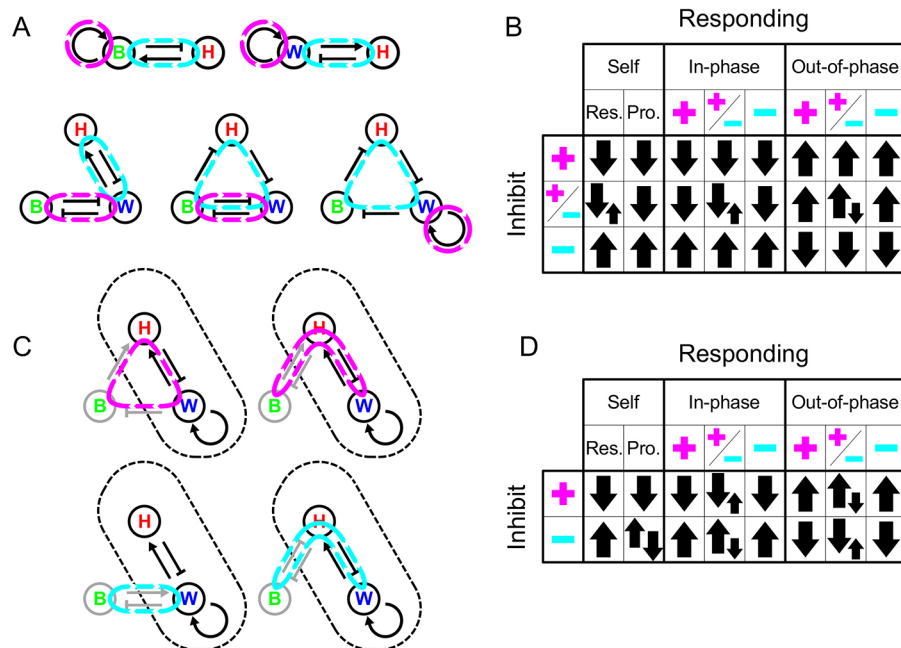 A
B
H
W
H
H
B
W
H
B
W
H
B
W
B
Responding
Self
In-phase
Out-of-phase
Res.
Pro.
+
+/−
−
+
+/−
−
Inhibit
+
+/−
−
C
H
B
W
H
B
W
H
B
W
H
B
W
D
Responding
Self
In-phase
Out-of-phase
Res.
Pro.
+
+/−
−
+
+/−
−
Inhibit
+
−